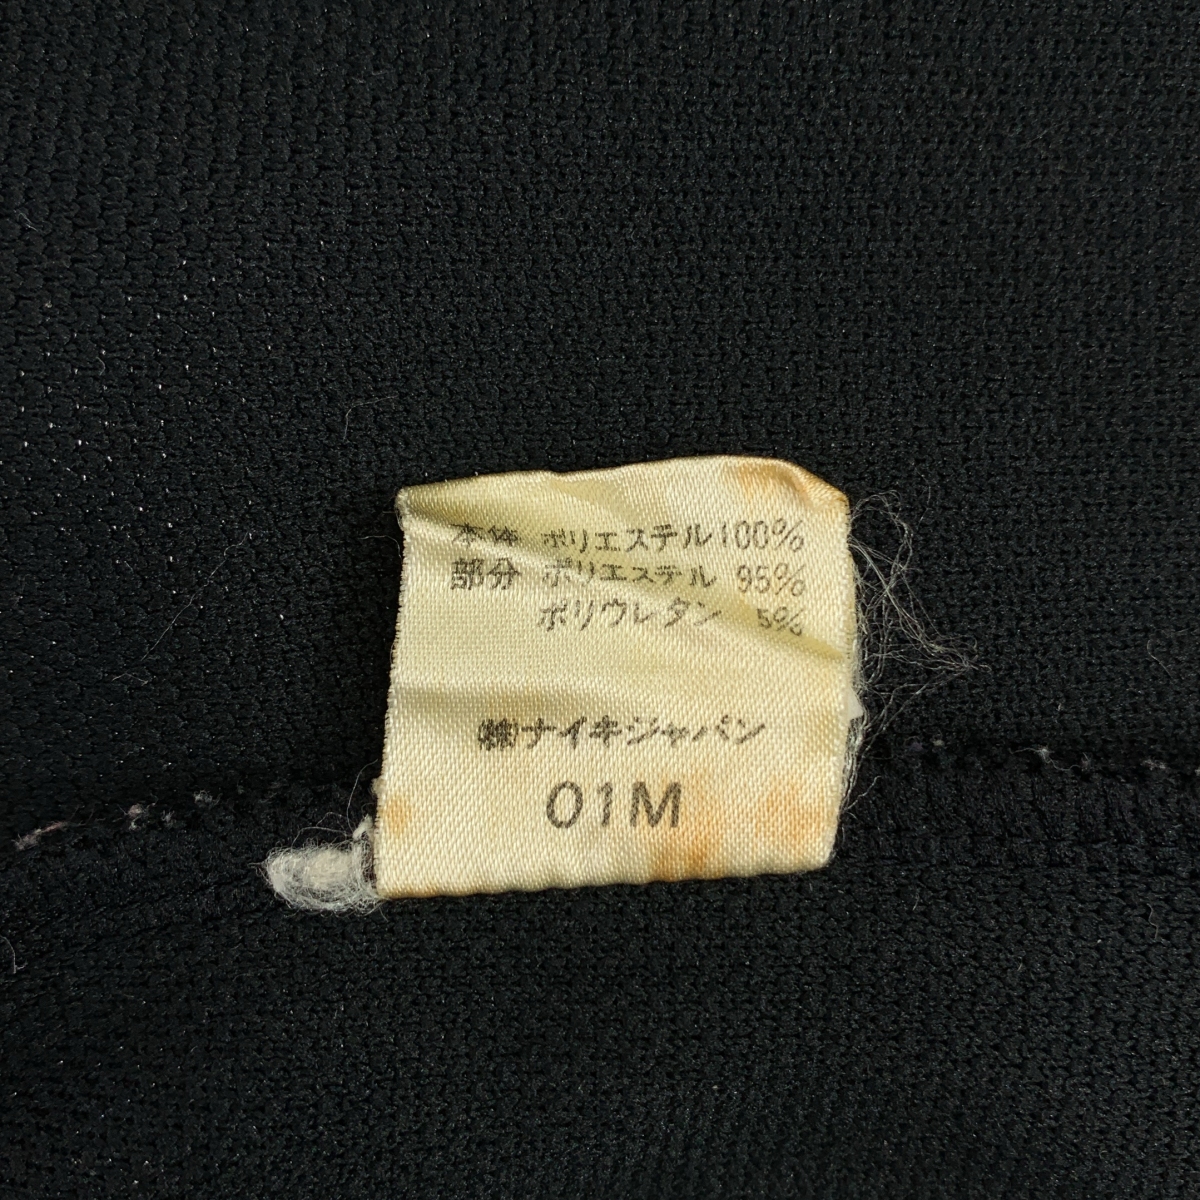 本体 ポリエステル100%
部分 ポリエステル 95%
ポリウレタン 5%
㈱ナイキジャパン
01M